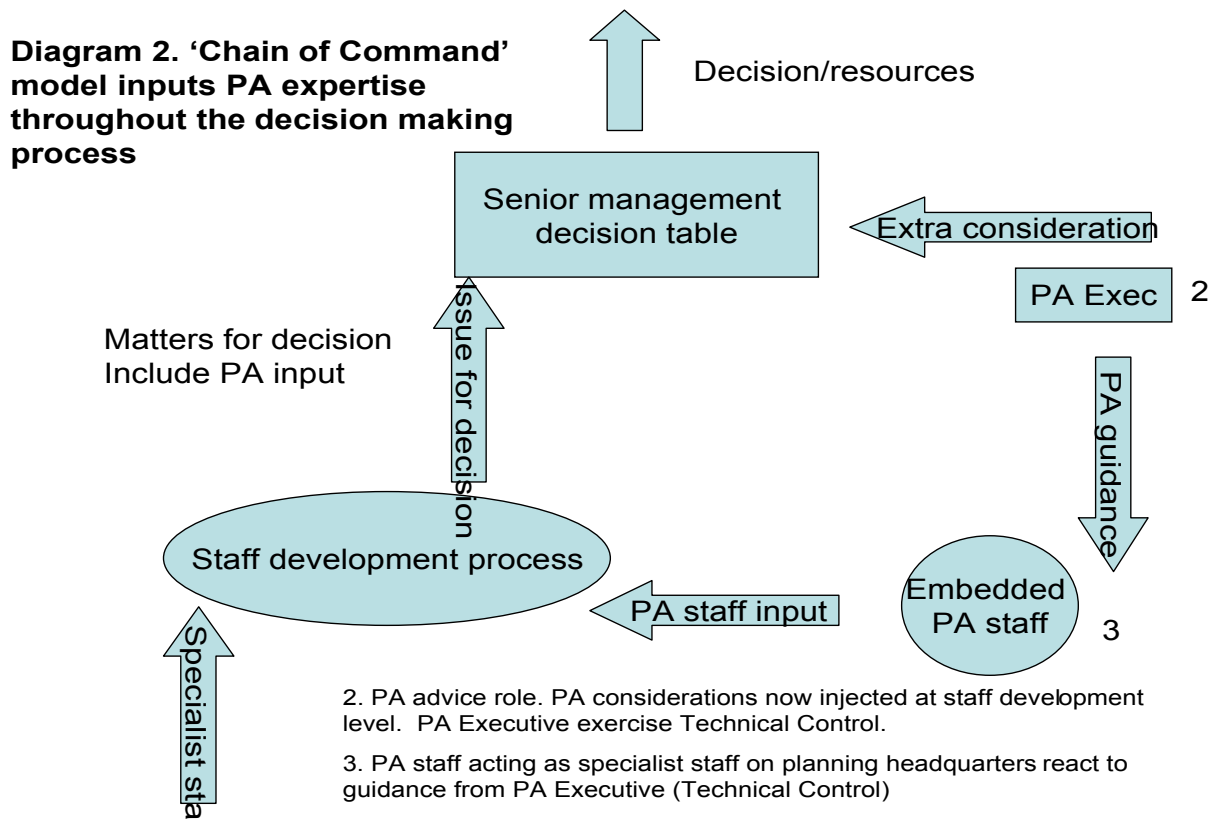 Diagram 2. ‘Chain of Command’
model inputs PA expertise
throughout the decision making
process
Decision/resources
Senior management
decision table
Extra consideration
PA Exec
2
Matters for decision
Include PA input
Issue for decision
PA guidance
Staff development process
PA staff input
Embedded
PA staff
3
Specialist sta
2. PA advice role. PA considerations now injected at staff development
level. PA Executive exercise Technical Control.
3. PA staff acting as specialist staff on planning headquarters react to
guidance from PA Executive (Technical Control)